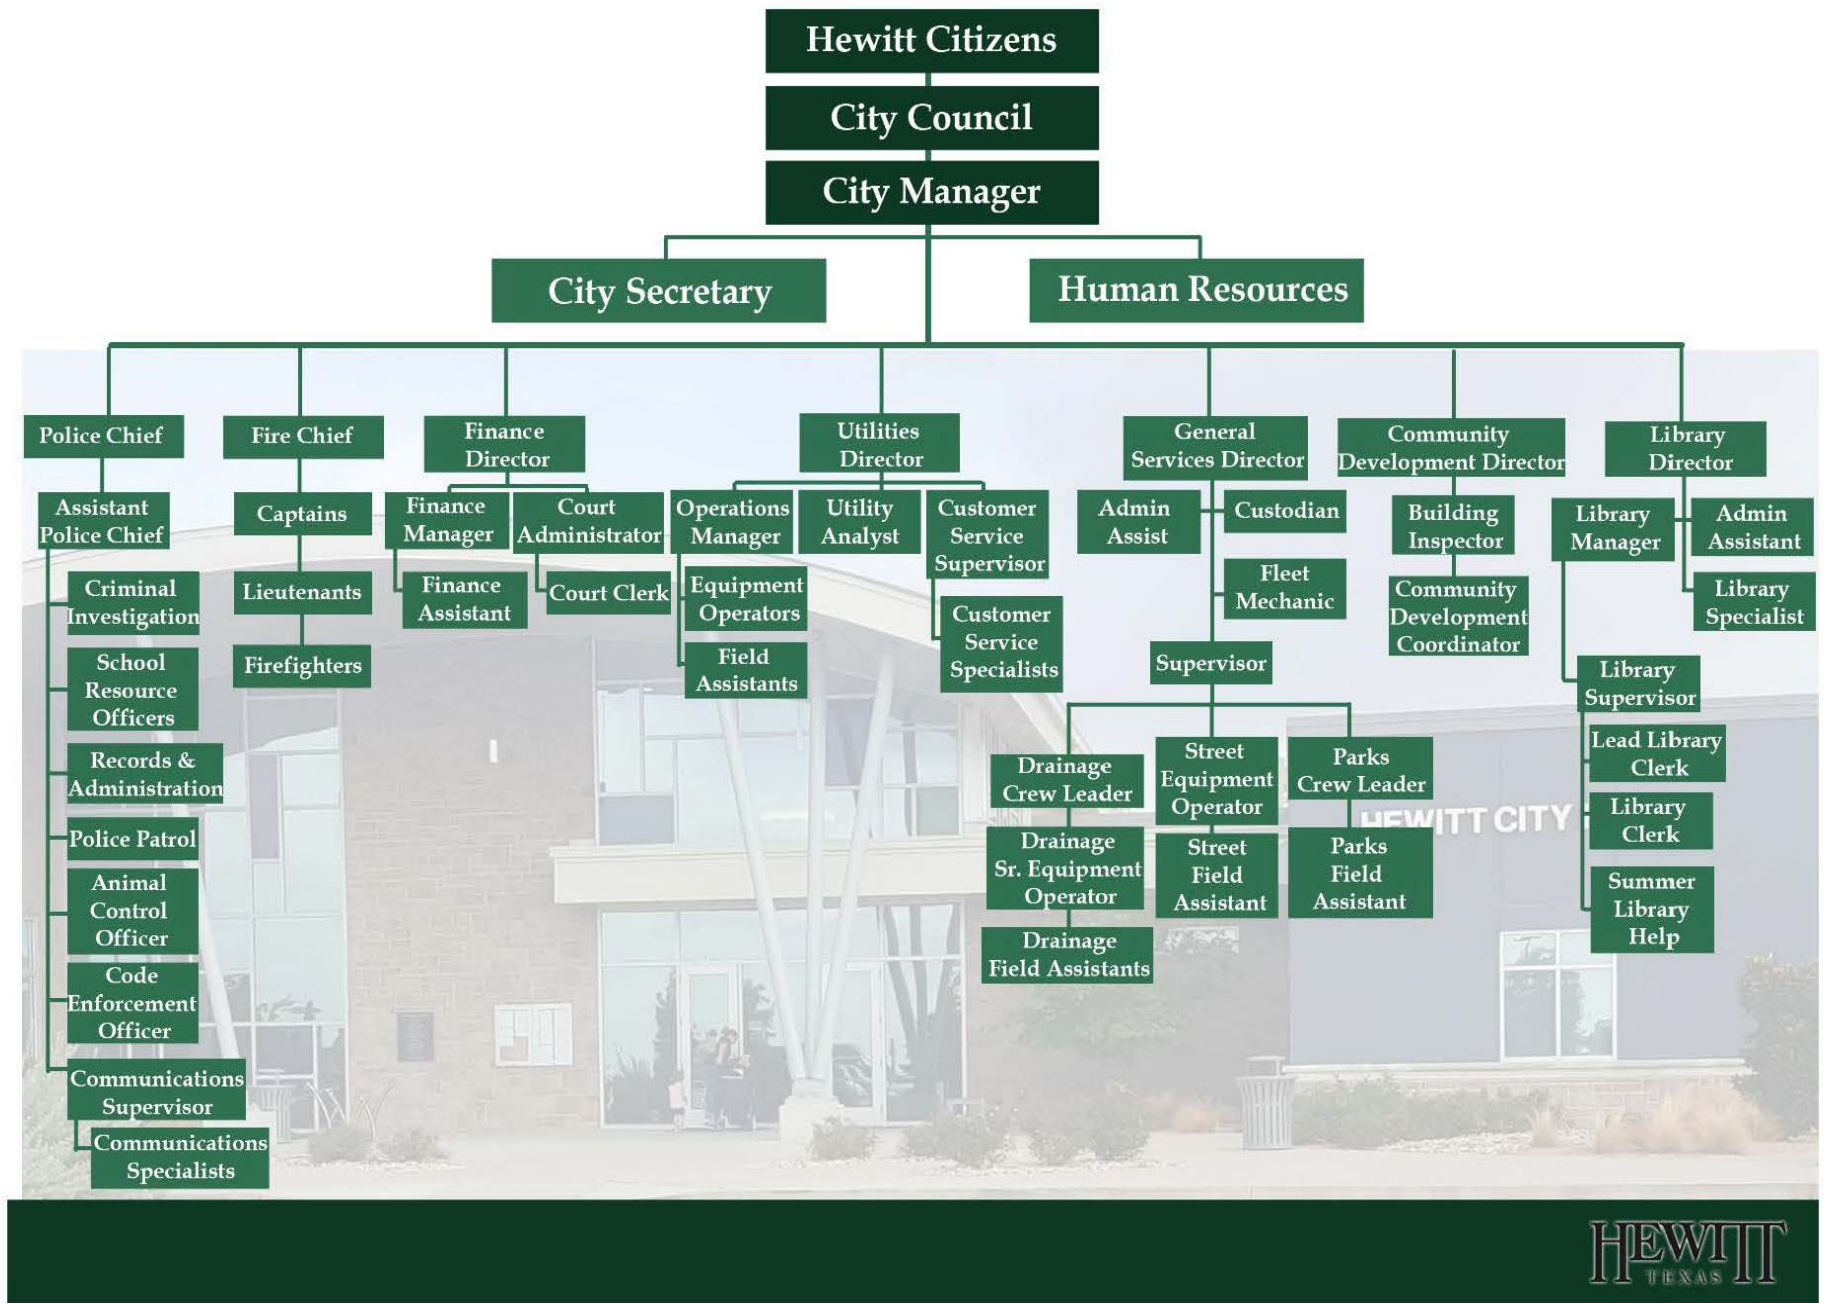 Hewitt Citizens
City Council
City Manager
City Secretary
Human Resources
Police Chief
Assistant
Police Chief
Criminal
Investigation
School
Resource
Officers
Records &
Administration
Police Patrol
Animal
Control
Officer
Code
Enforcement
Officer
Communications
Supervisor
Communications
Specialists
Fire Chief
Captains
Lieutenants
Firefighters
Finance
Director
Finance
Manager
Finance
Assistant
Court
Administrator
Court Clerk
Utilities
Director
Operations
Manager
Equipment
Operators
Field
Assistants
Utility
Analyst
Customer
Service
Supervisor
Customer
Service
Specialists
General
Services Director
Admin
Assist
Custodian
Fleet
Mechanic
Supervisor
Drainage
Crew Leader
Drainage
Sr. Equipment
Operator
Drainage
Field Assistants
Street
Equipment
Operator
Street
Field
Assistant
Parks
Crew Leader
Parks
Field
Assistant
Community
Development Director
Building
Inspector
Community
Development
Coordinator
Library
Director
Library
Manager
Admin
Assistant
Library
Specialist
Library
Supervisor
Lead Library
Clerk
Library
Clerk
Summer
Library
Help
HEWITT CITY
HEWITT
TEXAS